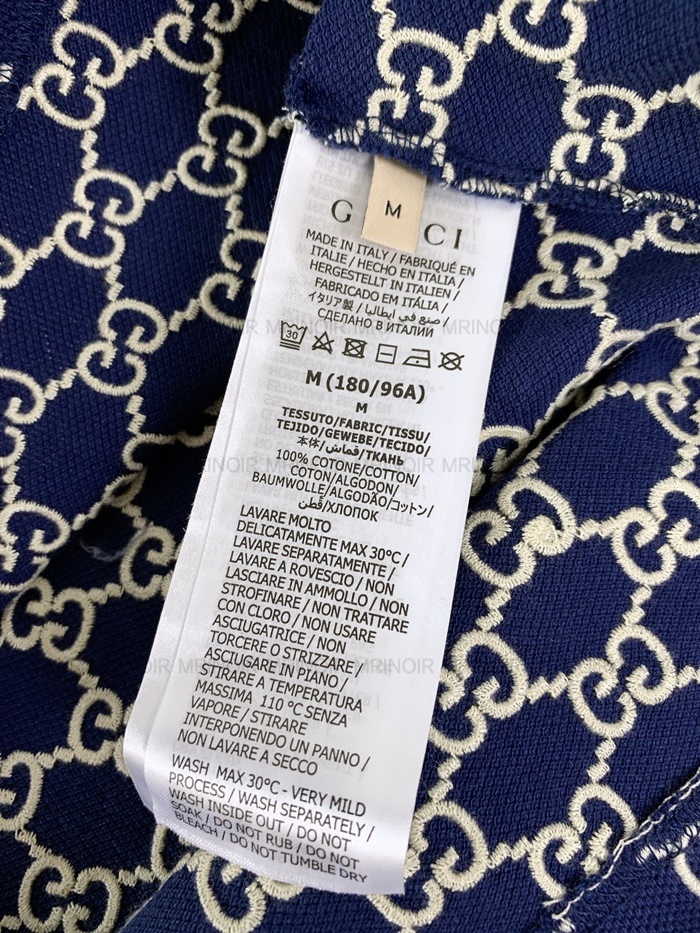 M
G CI
MADE IN ITALY / FABRIQUÉ EN
ITALIE / HECHO EN ITALIA /
HERGESTELLT IN ITALIEN /
FABRICADO EM ITÁLIA /
イタリア製 / صنع في ايطاليا /
СДЕЛАНО В ИТАЛИИ
MRINOIR
30
M (180/96A)
M
TESSUTO/FABRIC/TISSU/
TEJIDO/GEWEBE/TECIDO/
本体/قماش/ТКАНЬ
100% COTONE/COTTON/
COTON/ALGODON/
MRINOIR
BAUMWOLLE/ALGODÃO/コットン/
قطن/ХЛОПОК
LAVARE MOLTO
DELICATAMENTE MAX 30°C /
LAVARE SEPARATAMENTE /
LAVARE A ROVESCIO / NON
LASCIARE IN AMMOLLO / NON
STROFINARE / NON TRATTARE
CON CLORO / NON USARE
ASCIUGATRICE / NON
TORCERE O STRIZZARE /
ASCIUGARE IN PIANO /
MRINOIR MRINOIR
STIRARE A TEMPERATURA
MASSIMA 110 °C SENZA
VAPORE / STIRARE
INTERPONENDO UN PANNO /
NON LAVARE A SECCO
WASH MAX 30°C - VERY MILD
PROCESS / WASH SEPARATELY /
WASH INSIDE OUT / DO NOT
SOAK / DO NOT RUB / DO NOT
BLEACH / DO NOT TUMBLE DRY